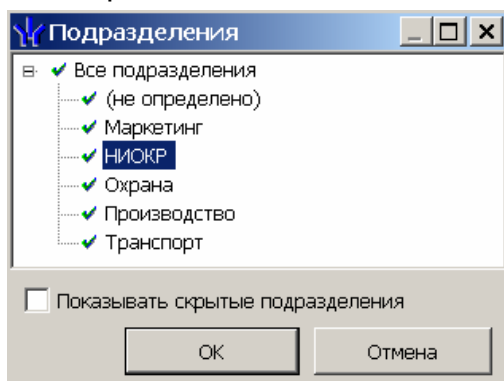 Подразделения
Все подразделения
(не определено)
Маркетинг
НИОКР
Охрана
Производство
Транспорт
Показывать скрытые подразделения
OK
Отмена